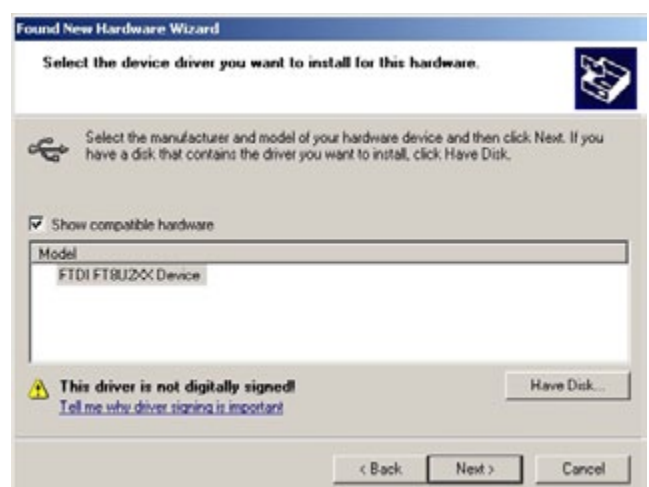 Found New Hardware Wizard
Select the device driver you want to install for this hardware.
Select the manufacturer and model of your hardware device and then click Next. If you
have a disk that contains the driver you want to install, click Have Disk.
Show compatible hardware
Model
FTDI FT8U2XX Device
This driver is not digitally signed!
Have Disk...
Tell me why driver signing is important
< Back
Next >
Cancel